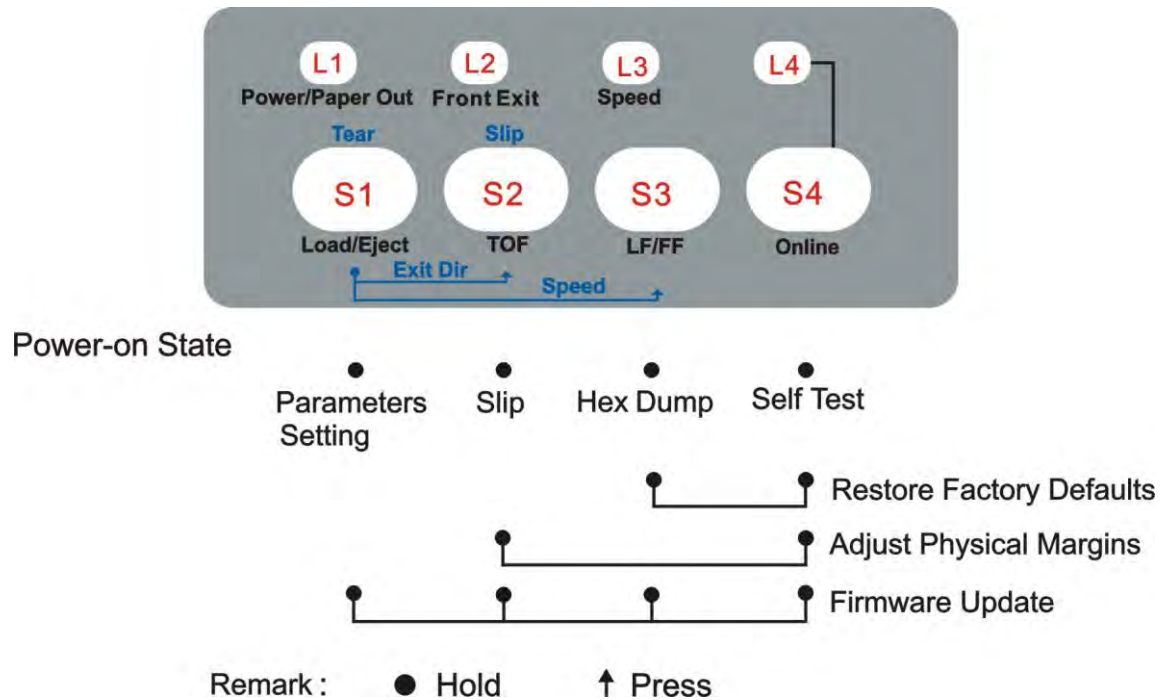 L1 L2 L3 L4
Power/Paper Out Front Exit Speed
Tear Slip
S1 S2 S3 S4
Load/Eject TOF LF/FF Online
Exit Dir
Speed
Power-on State
Parameters Setting Slip Hex Dump Self Test
Restore Factory Defaults
Adjust Physical Margins
Firmware Update
Remark : Hold Press